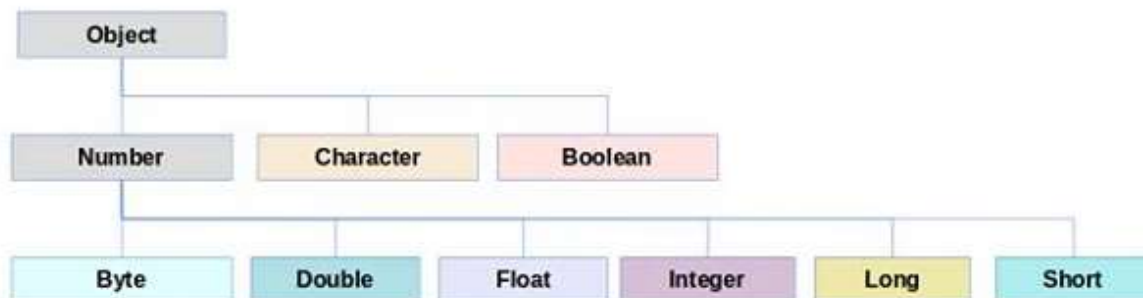 Object
Number Character Boolean
Byte Double Float Integer Long Short